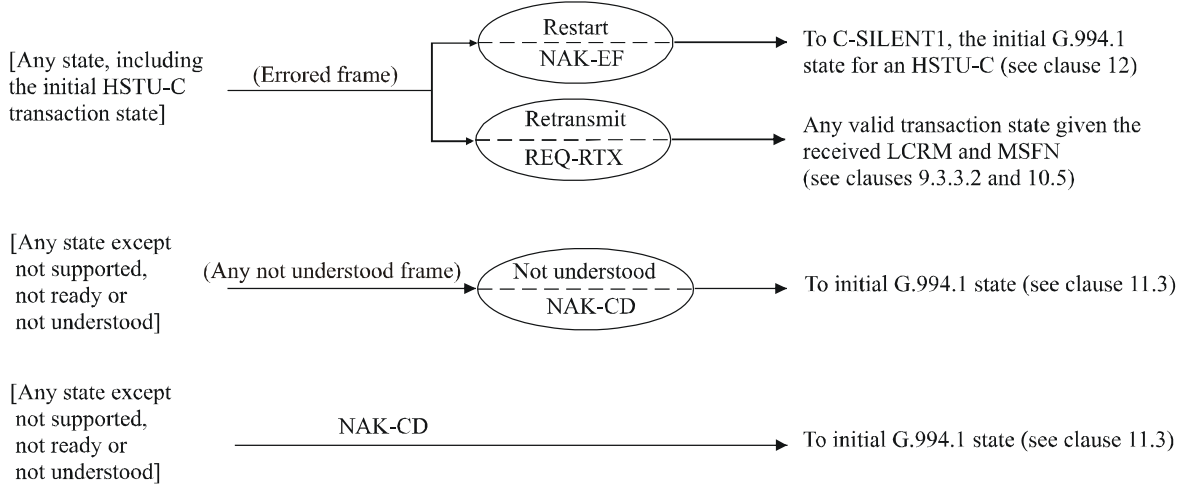 [Any state, including
the initial HSTU-C
transaction state]
(Errored frame)
Restart
NAK-EF
To C-SILENT1, the initial G.994.1
state for an HSTU-C (see clause 12)
Retransmit
REQ-RTX
Any valid transaction state given the
received LCRM and MSFN
(see clauses 9.3.3.2 and 10.5)
[Any state except
not supported,
not ready or
not understood]
(Any not understood frame)
Not understood
NAK-CD
To initial G.994.1 state (see clause 11.3)
[Any state except
not supported,
not ready or
not understood]
NAK-CD
To initial G.994.1 state (see clause 11.3)